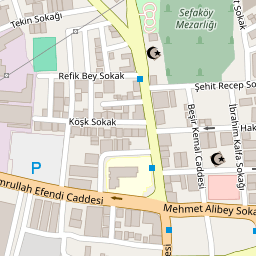 Tekin Sokağı
Sefaköy
Mezarlığı
Refik Bey Sokak
Şehit Recep So
Köşk Sokak
Beşir Kemal Caddesi
İbrahim Kalfa Sokağı
Hak
P
mrullah Efendi Caddesi
Mehmet Alibey Soka